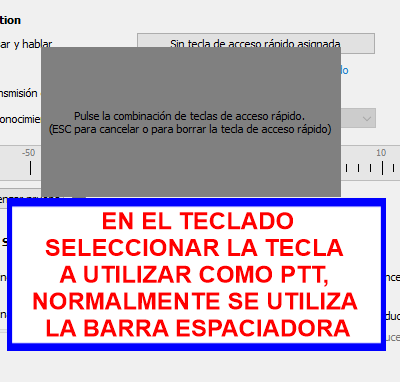 tion
ar y hablar
Sin tecla de acceso rápido asignada
do
nsmisión
Pulse la combinación de teclas de acceso rápido.
(ESC para cancelar o para borrar la tecla de acceso rápido)
onocimie
-50
10
EN EL TECLADO
SELECCIONAR LA TECLA
A UTILIZAR COMO PTT,
NORMALMENTE SE UTILIZA
LA BARRA ESPACIADORA